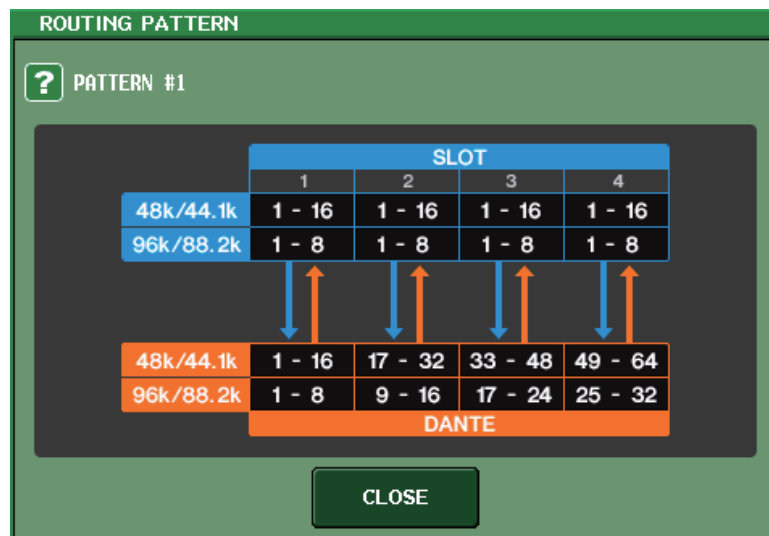 ROUTING PATTERN
? PATTERN #1
SLOT
1 2 3 4
48k/44.1k 1 - 16 1 - 16 1 - 16 1 - 16
96k/88.2k 1 - 8 1 - 8 1 - 8 1 - 8
48k/44.1k 1 - 16 17 - 32 33 - 48 49 - 64
96k/88.2k 1 - 8 9 - 16 17 - 24 25 - 32
DANTE
CLOSE